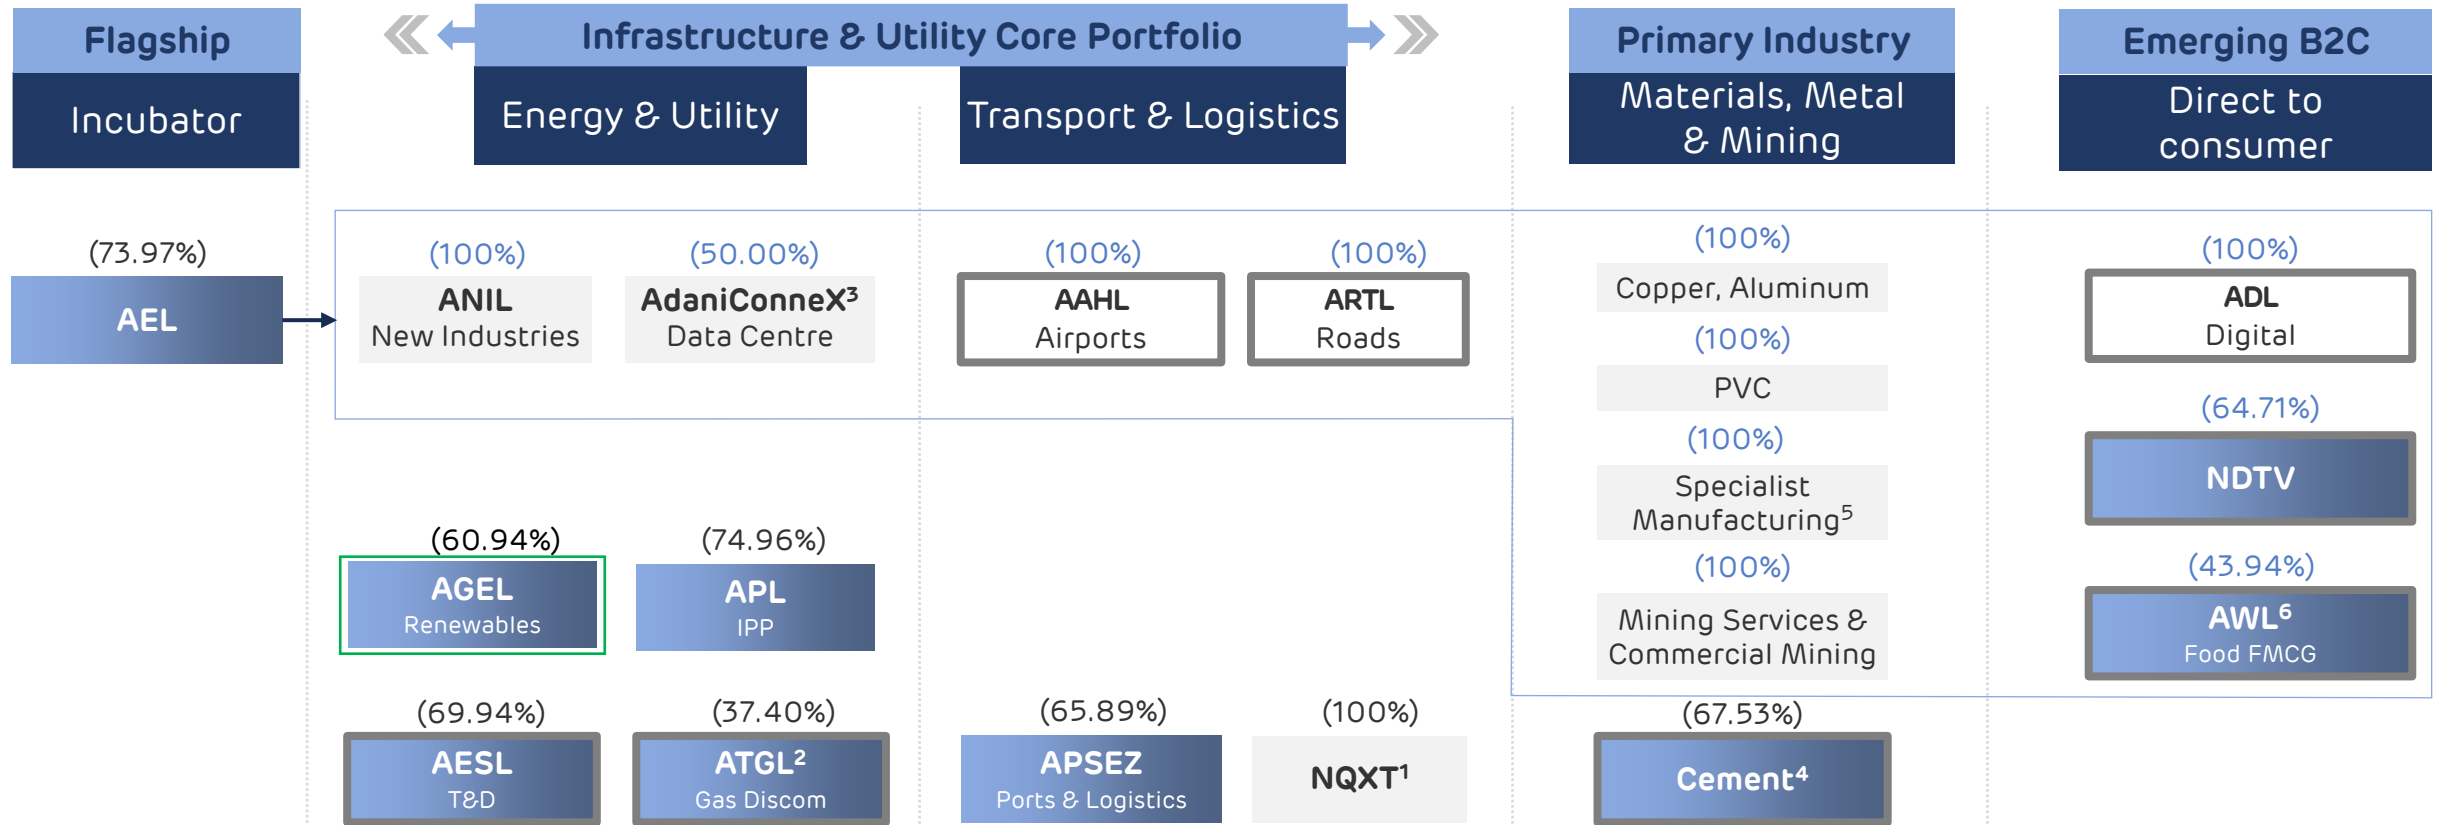 Flagship
Incubator
Infrastructure & Utility Core Portfolio
Energy & Utility
Transport & Logistics
Primary Industry
Materials, Metal
& Mining
Emerging B2C
Direct to
consumer
(73.97%)
AEL
(100%)
ANIL
New Industries
(50.00%)
AdaniConneX³
Data Centre
(100%)
AAHL
Airports
(100%)
ARTL
Roads
(100%)
Copper, Aluminum
(100%)
PVC
(100%)
Specialist
Manufacturing⁵
(100%)
Mining Services &
Commercial Mining
(100%)
ADL
Digital
(64.71%)
NDTV
(43.94%)
AWL⁶
Food FMCG
(60.94%)
AGEL
Renewables
(74.96%)
APL
IPP
(69.94%)
AESL
T&D
(37.40%)
ATGL²
Gas Discom
(65.89%)
APSEZ
Ports & Logistics
(100%)
NQXT¹
(67.53%)
Cement⁴